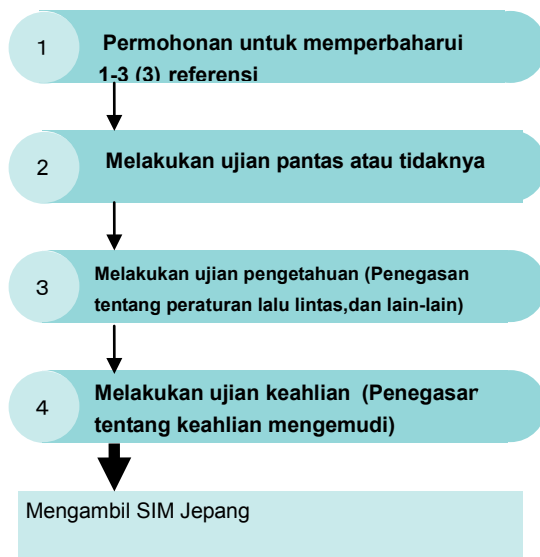 1
Permohonan untuk memperbaharui
1-3 (3) referensi
2
Melakukan ujian pantas atau tidaknya
3
Melakukan ujian pengetahuan (Penegasan
tentang peraturan lalu lintas,dan lain-lain)
4
Melakukan ujian keahlian (Penegasan
tentang keahlian mengemudi)
Mengambil SIM Jepang